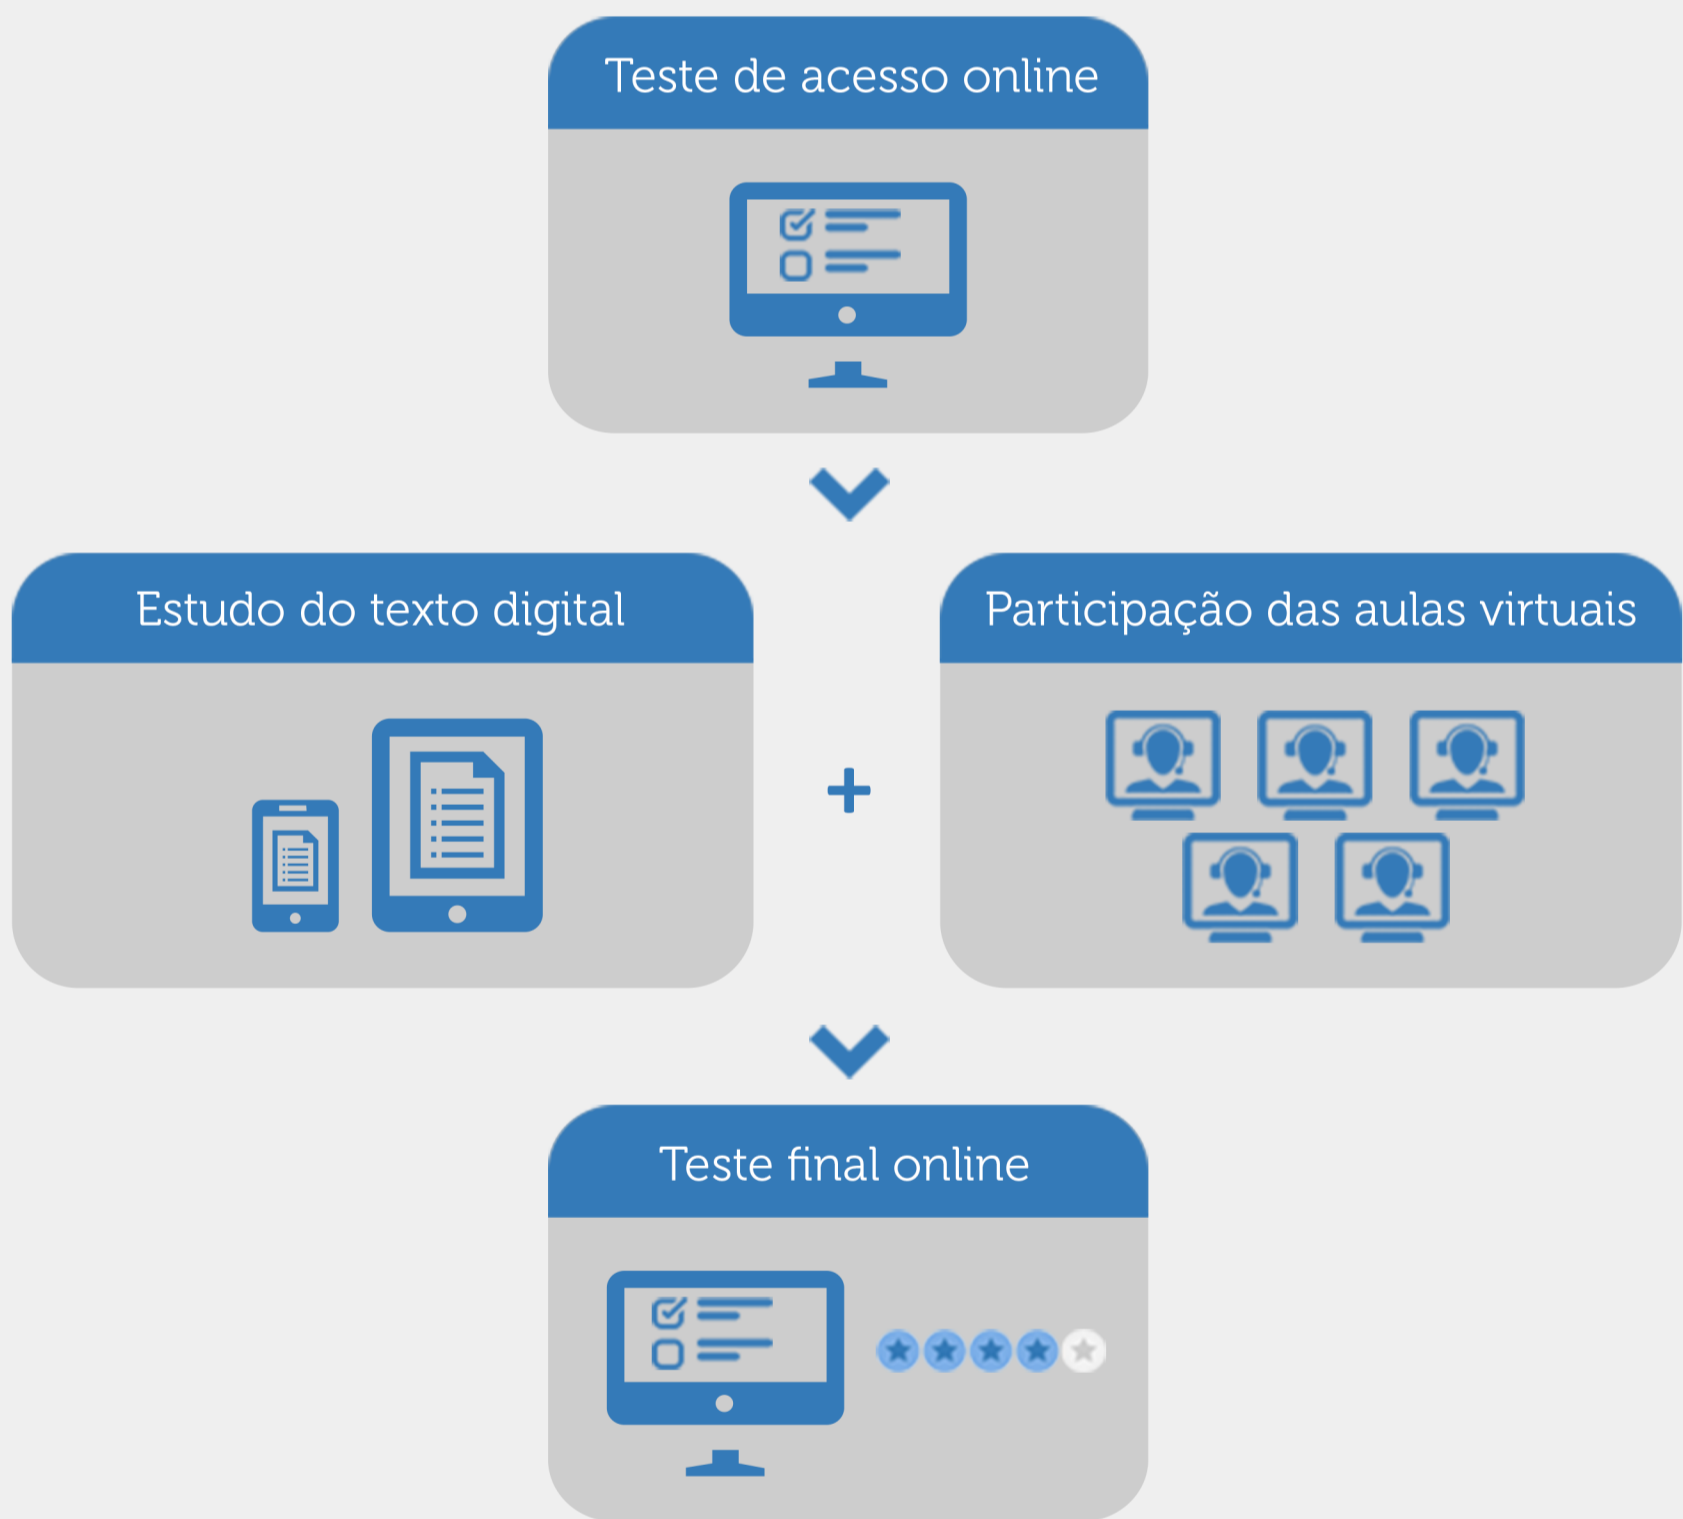 Teste de acesso online
Estudo do texto digital
Participação das aulas virtuais
+
Teste final online